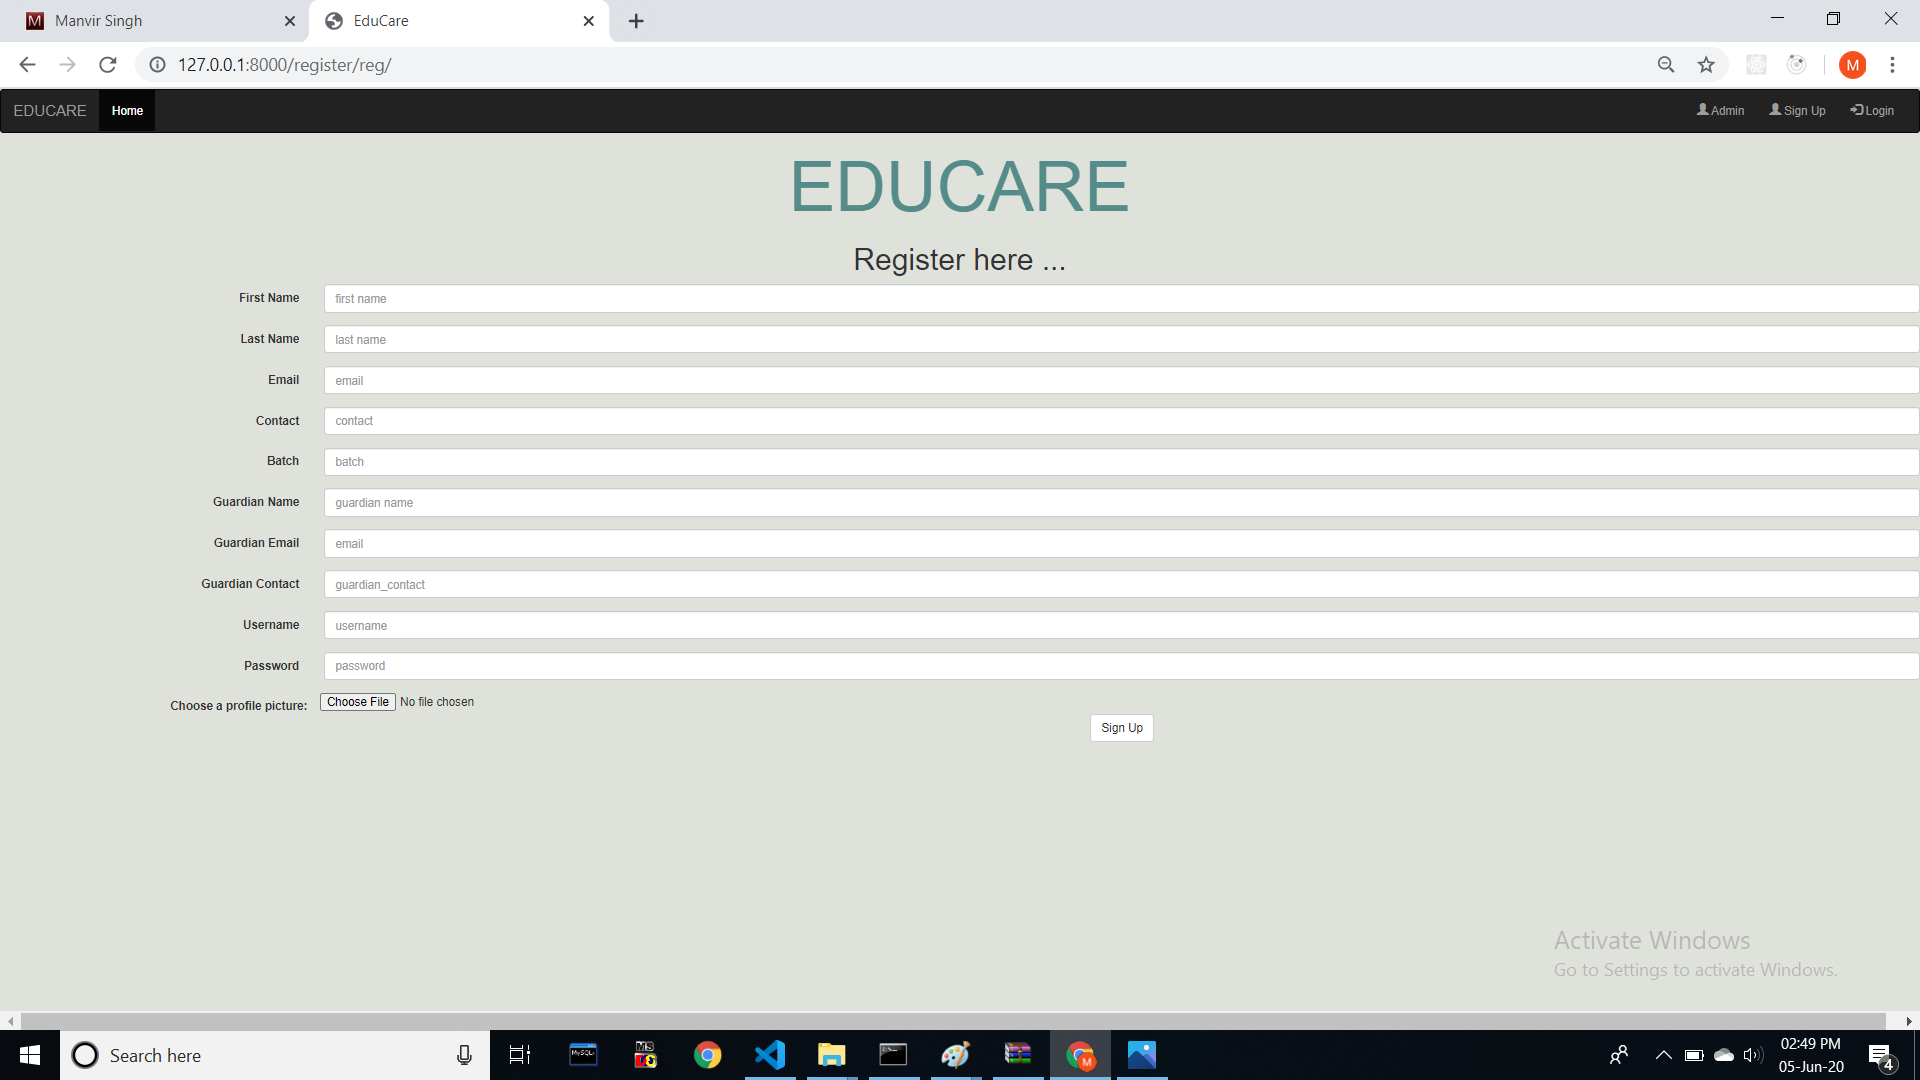 Manvir Singh
EduCare
127.0.0.1:8000/register/reg/
M
EDUCARE Home Admin Sign Up Login
EDUCARE
Register here ...
First Name first name
Last Name last name
Email email
Contact contact
Batch batch
Guardian Name guardian name
Guardian Email email
Guardian Contact guardian_contact
Username username
Password password
Choose a profile picture: Choose File No file chosen
Sign Up
Activate Windows
Go to Settings to activate Windows.
Search here
02:49 PM
05-Jun-20
4